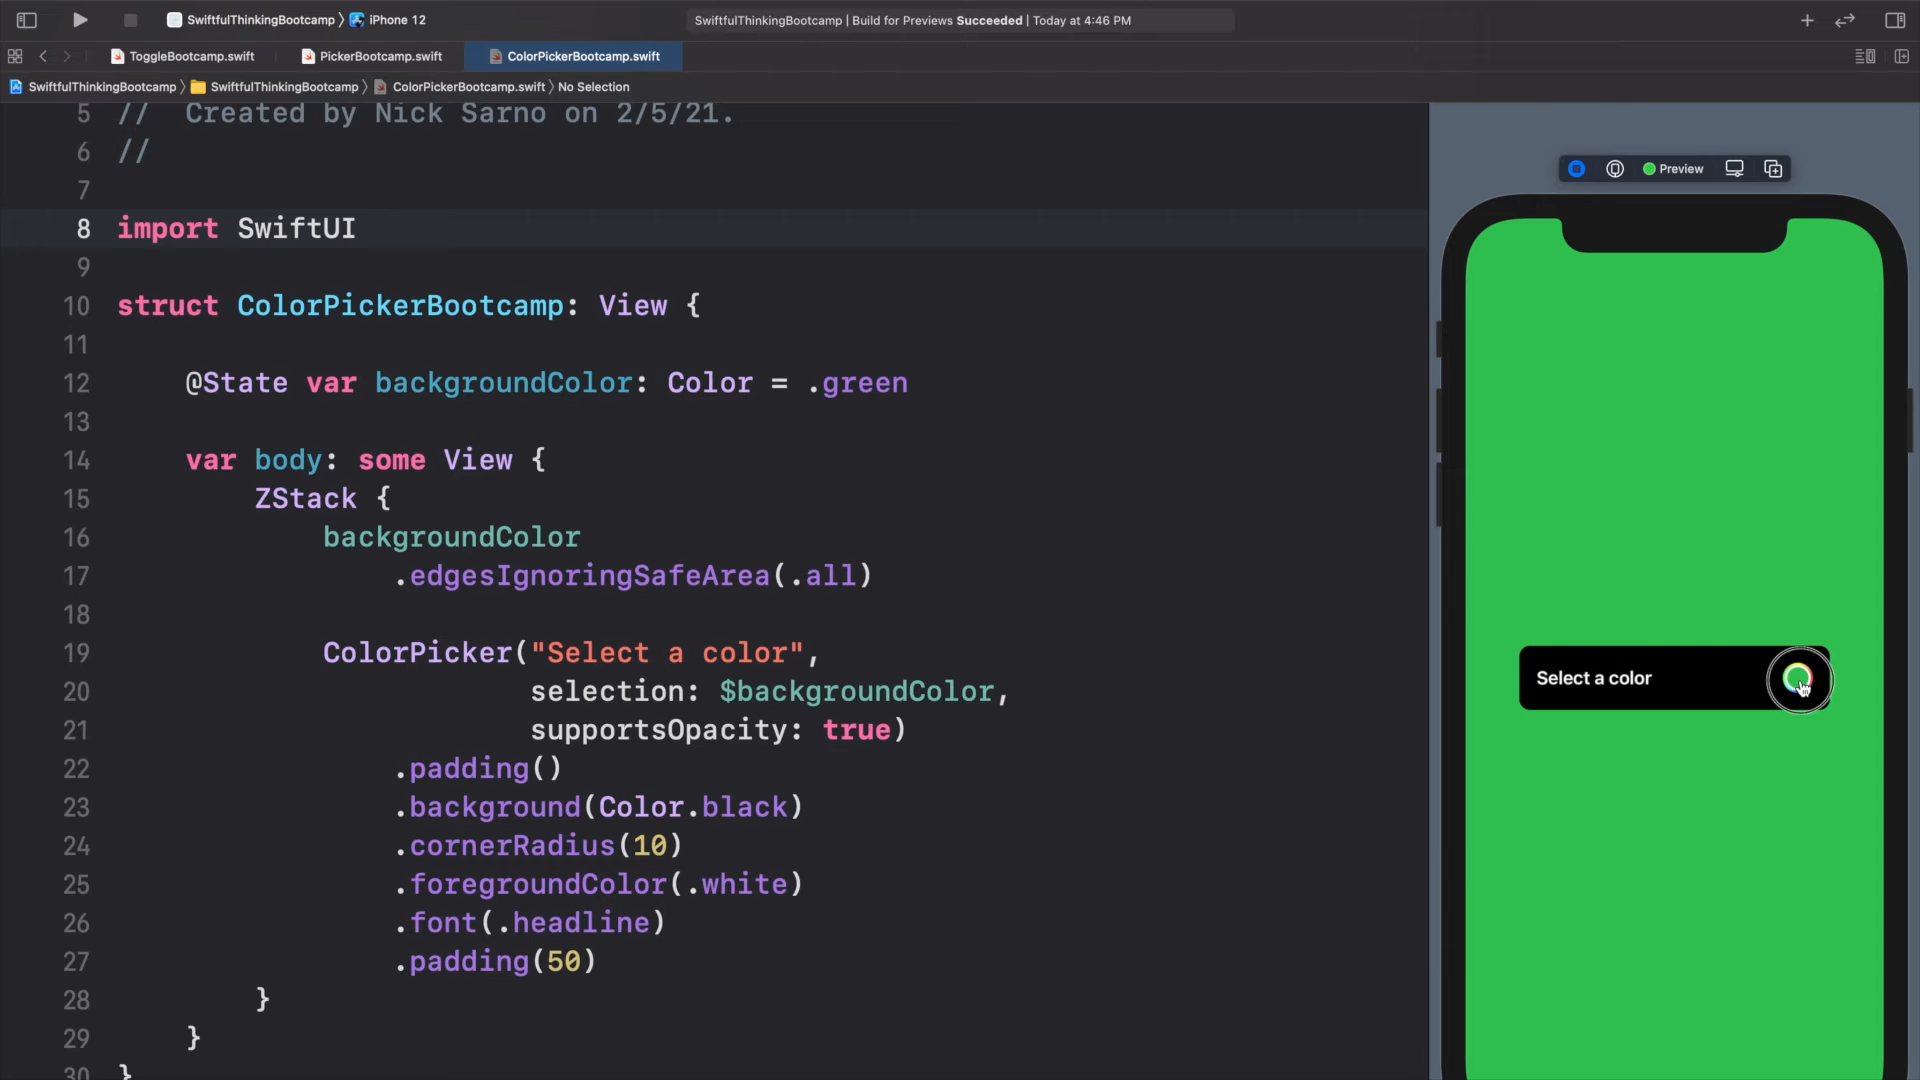 SwiftfulThinkingBootcamp 〉 iPhone 12
SwiftfulThinkingBootcamp | Build for Previews Succeeded | Today at 4:46 PM
ToggleBootcamp.swift
PickerBootcamp.swift
ColorPickerBootcamp.swift
SwiftfulThinkingBootcamp 〉 SwiftfulThinkingBootcamp 〉 ColorPickerBootcamp.swift 〉 No Selection
5 //  Created by Nick Sarno on 2/5/21.
6 //
7
8 import SwiftUI
9
10 struct ColorPickerBootcamp: View {
11
12     @State var backgroundColor: Color = .green
13
14     var body: some View {
15         ZStack {
16             backgroundColor
17                 .edgesIgnoringSafeArea(.all)
18
19             ColorPicker("Select a color",
20                         selection: $backgroundColor,
21                         supportsOpacity: true)
22                 .padding()
23                 .background(Color.black)
24                 .cornerRadius(10)
25                 .foregroundColor(.white)
26                 .font(.headline)
27                 .padding(50)
28         }
29     }
30 }
Preview
Select a color